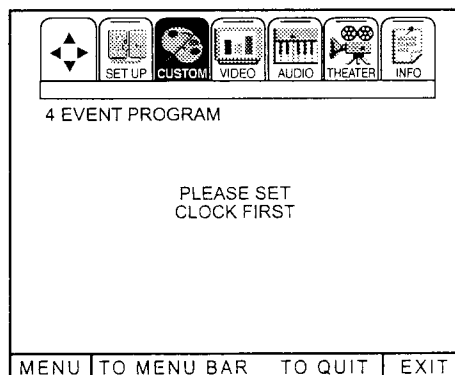 SET UP CUSTOM VIDEO AUDIO THEATER INFO
4 EVENT PROGRAM
PLEASE SET
CLOCK FIRST
MENU TO MENU BAR TO QUIT EXIT